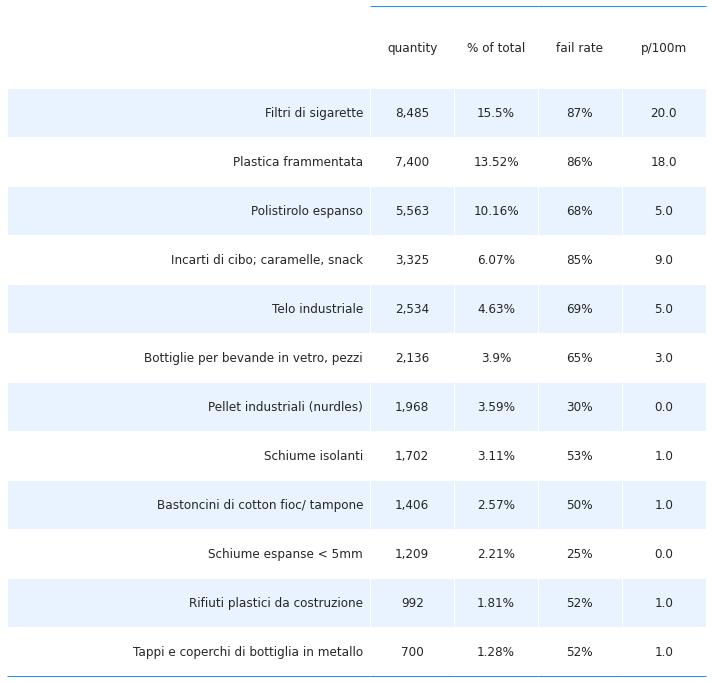 quantity % of total fail rate p/100m
Filtri di sigarette 8,485 15.5% 87% 20.0
Plastica frammentata 7,400 13.52% 86% 18.0
Polistirolo espanso 5,563 10.16% 68% 5.0
Incarti di cibo; caramelle, snack 3,325 6.07% 85% 9.0
Telo industriale 2,534 4.63% 69% 5.0
Bottiglie per bevande in vetro, pezzi 2,136 3.9% 65% 3.0
Pellet industriali (nurdles) 1,968 3.59% 30% 0.0
Schiume isolanti 1,702 3.11% 53% 1.0
Bastoncini di cotton fioc/ tampone 1,406 2.57% 50% 1.0
Schiume espanse < 5mm 1,209 2.21% 25% 0.0
Rifiuti plastici da costruzione 992 1.81% 52% 1.0
Tappi e coperchi di bottiglia in metallo 700 1.28% 52% 1.0